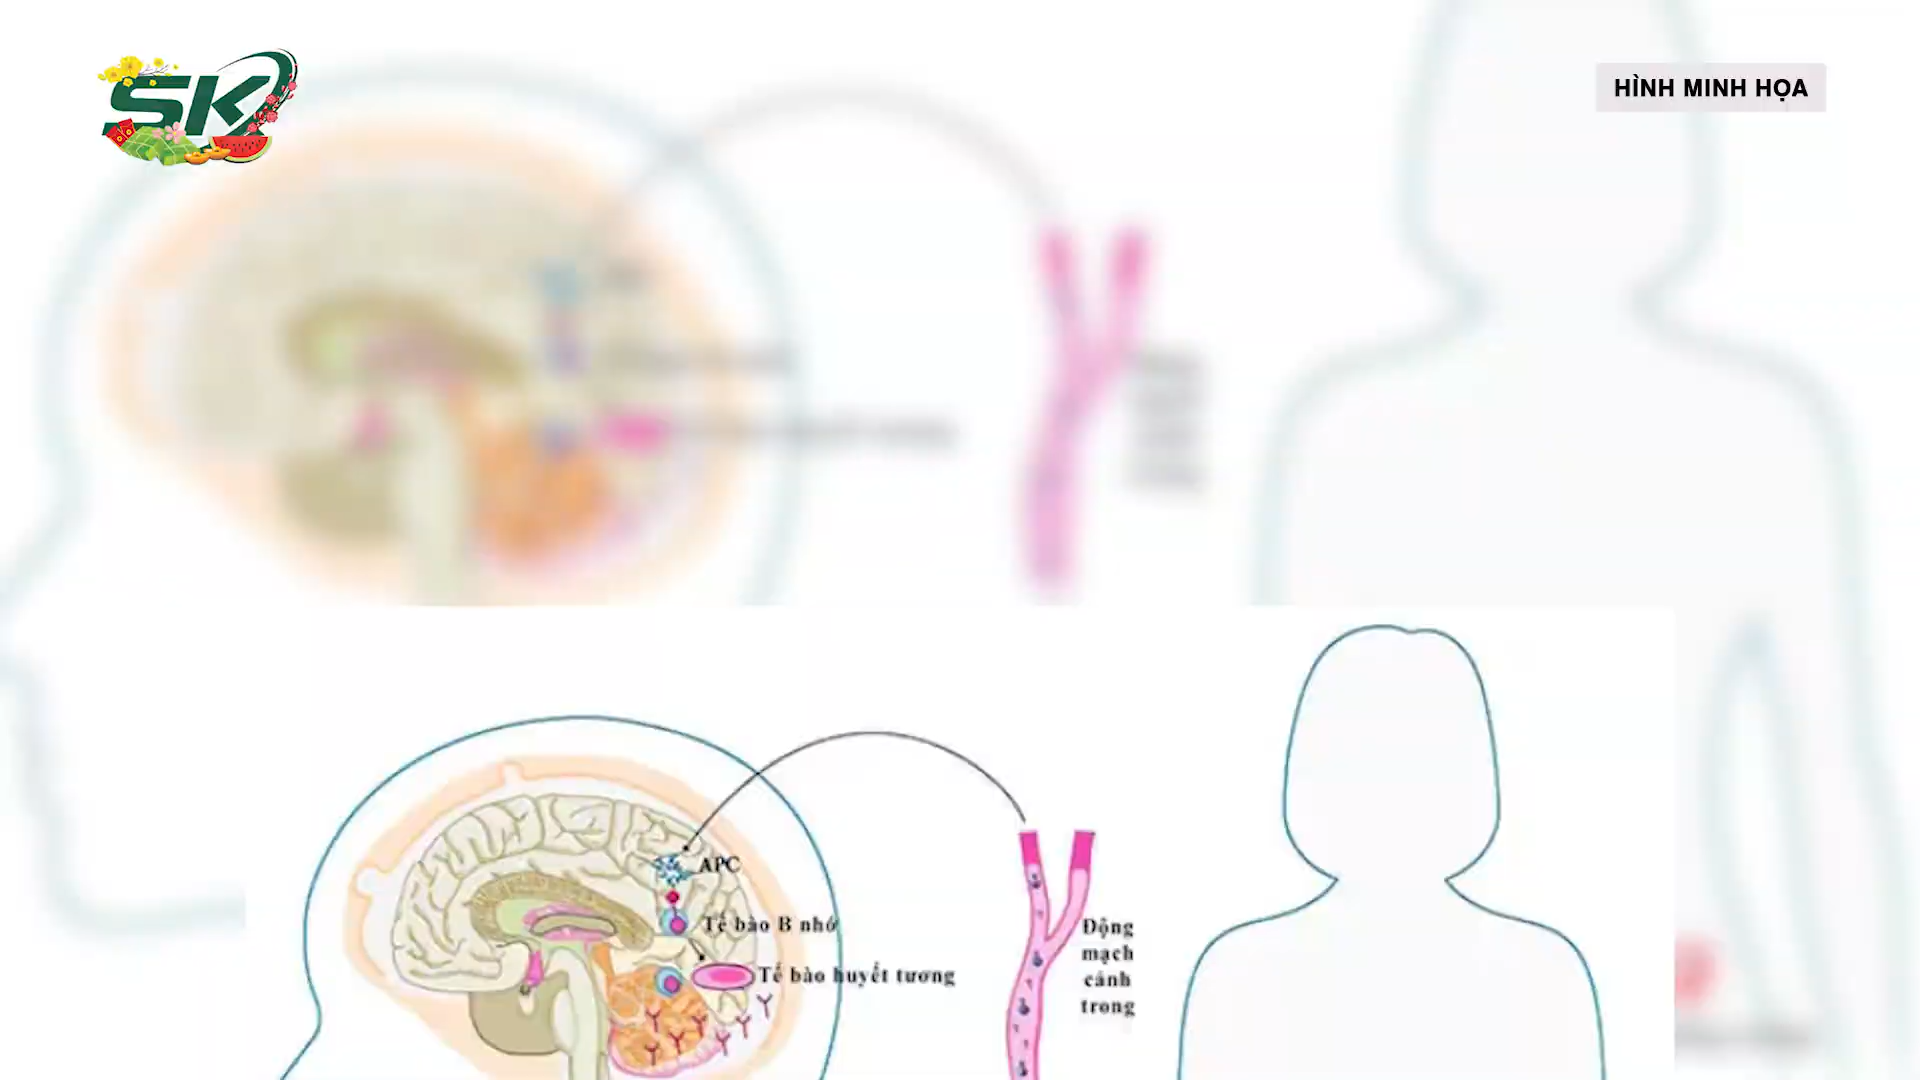 SK
HÌNH MINH HỌA
APC
Tế bào B nhớ
Tế bào huyết tương
Động
mạch
cảnh
trong